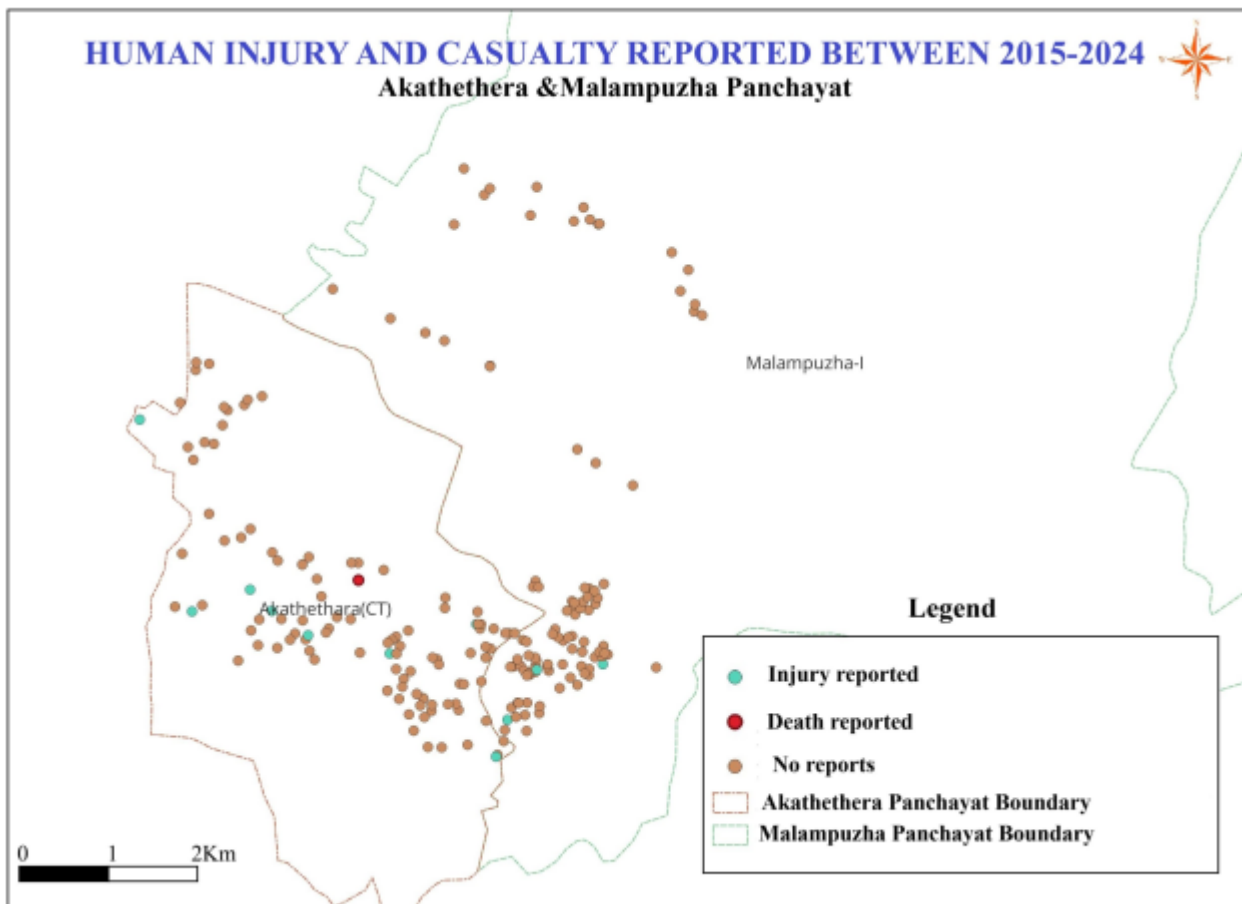 HUMAN INJURY AND CASUALTY REPORTED BETWEEN 2015-2024
Akathethera &Malampuzha Panchayat
Malampuzha-I
Akathethara(CT)
Legend
Injury reported
Death reported
No reports
Akathethera Panchayat Boundary
Malampuzha Panchayat Boundary
0 1 2Km